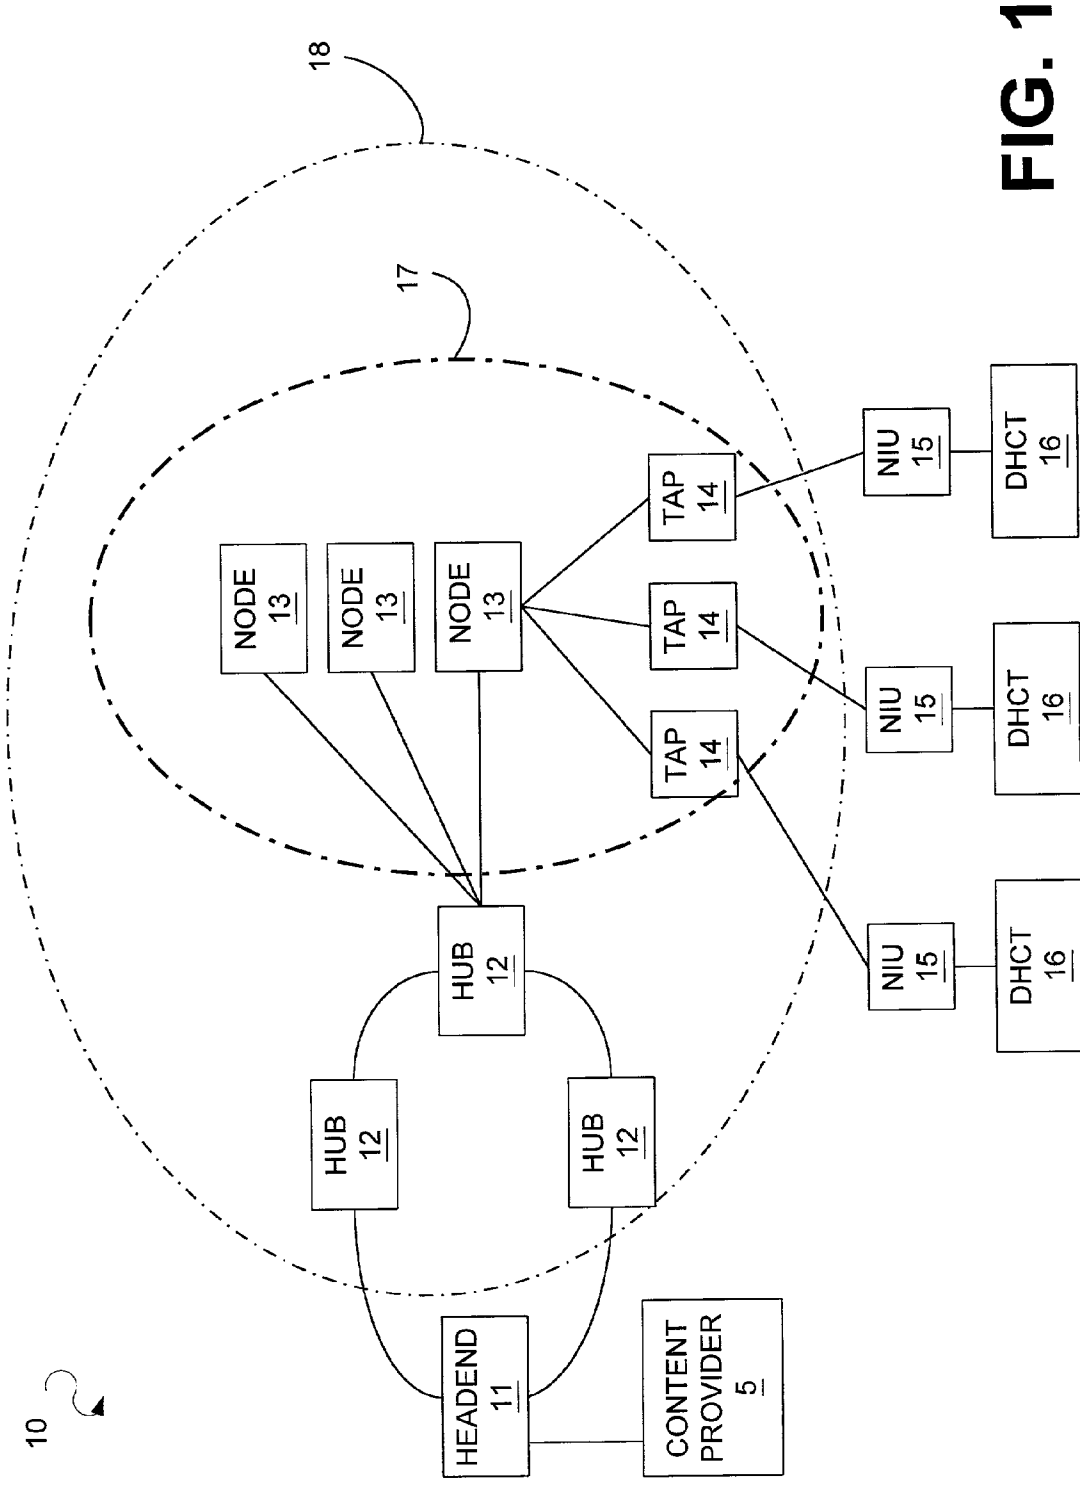 10
18
NODE
13
HUB
12
NODE
13
17
HEADEND
11
HUB
12
NODE
13
HUB
12
CONTENT
PROVIDER
5
TAP
14
TAP
14
TAP
14
NIU
15
NIU
15
NIU
15
DHCT
16
DHCT
16
DHCT
16
FIG. 1